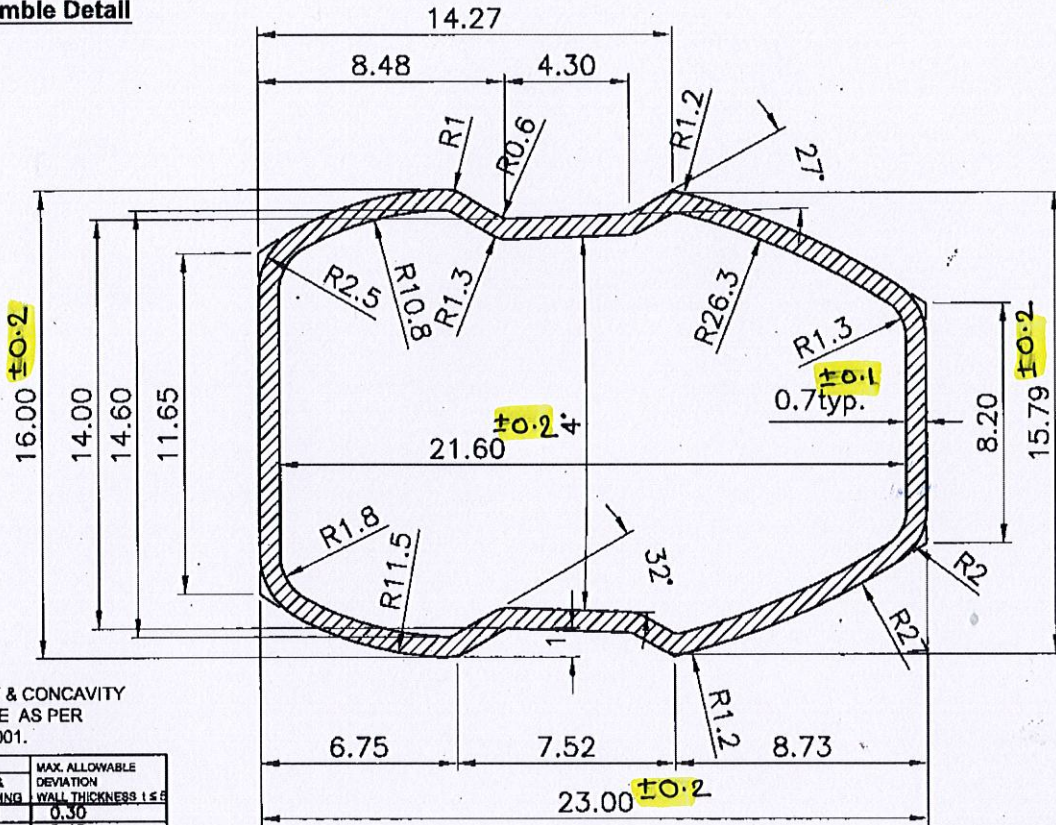 mble Detail
14.27
8.48
4.30
R1
R0.6
R1.2
27°
R2.5
R10.8
R1.3
R26.3
R1.3
±0.1
0.7typ.
16.00 ±0.2
14.00
14.60
11.65
±0.2
4°
21.60
8.20
15.79 ±0.2
R1.8
R11.5
32°
1
R2
R27
R1.2
& CONCAVITY
E AS PER
001.
6.75
7.52
8.73
23.00 ±0.2
MAX. ALLOWABLE
DEVIATION
NG WALL THICKNESS t ≤ 5
0.30